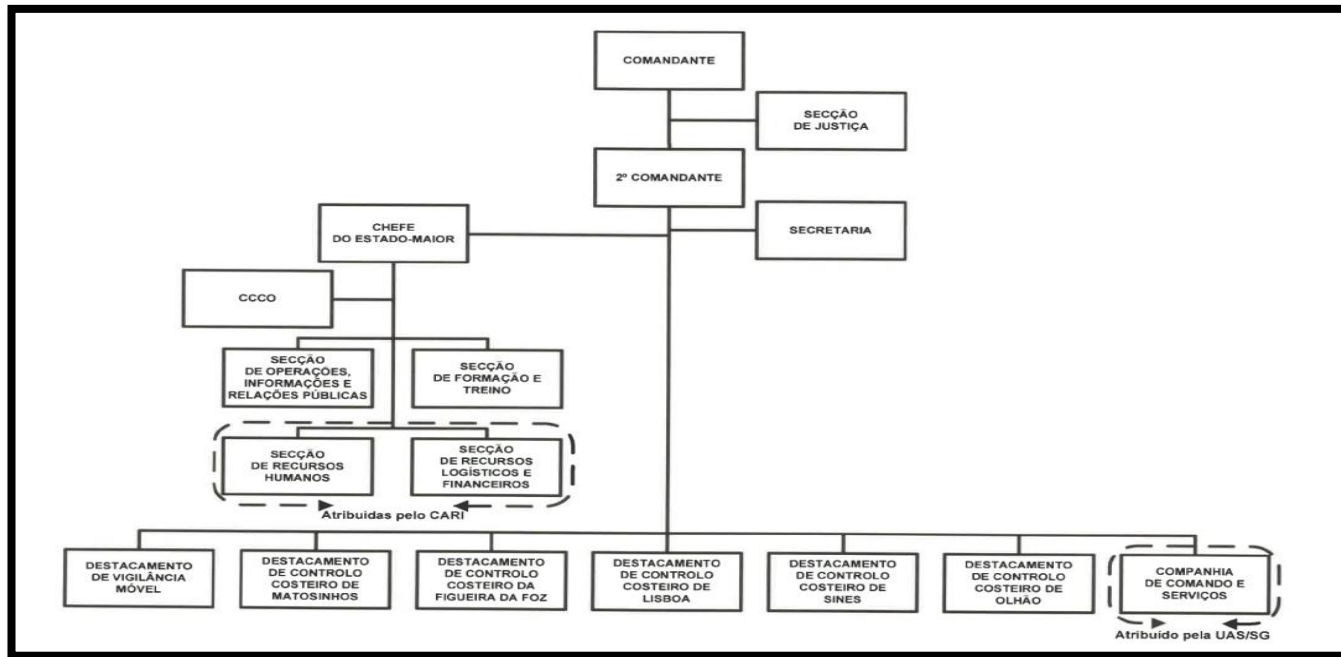 COMANDANTE
SECÇÃO
DE JUSTIÇA
2º COMANDANTE
CHEFE
DO ESTADO-MAIOR
SECRETARIA
CCCO
SECÇÃO
DE OPERAÇÕES,
INFORMAÇÕES E
RELAÇÕES PÚBLICAS
SECÇÃO
DE FORMAÇÃO E
TREINO
SECÇÃO
DE RECURSOS
HUMANOS
SECÇÃO
DE RECURSOS
LOGÍSTICOS E
FINANCEIROS
Atribuidas pelo CARI
DESTACAMENTO
DE VIGILÂNCIA
MÓVEL
DESTACAMENTO
DE CONTROLO
COSTEIRO DE
MATOSINHOS
DESTACAMENTO
DE CONTROLO
COSTEIRO DA
FIGUEIRA DA FOZ
DESTACAMENTO
DE CONTROLO
COSTEIRO DE
LISBOA
DESTACAMENTO
DE CONTROLO
COSTEIRO DE
SINES
DESTACAMENTO
DE CONTROLO
COSTEIRO DE
OLHÃO
COMPANHIA
DE COMANDO E
SERVIÇOS
Atribuído pela UAS/SG